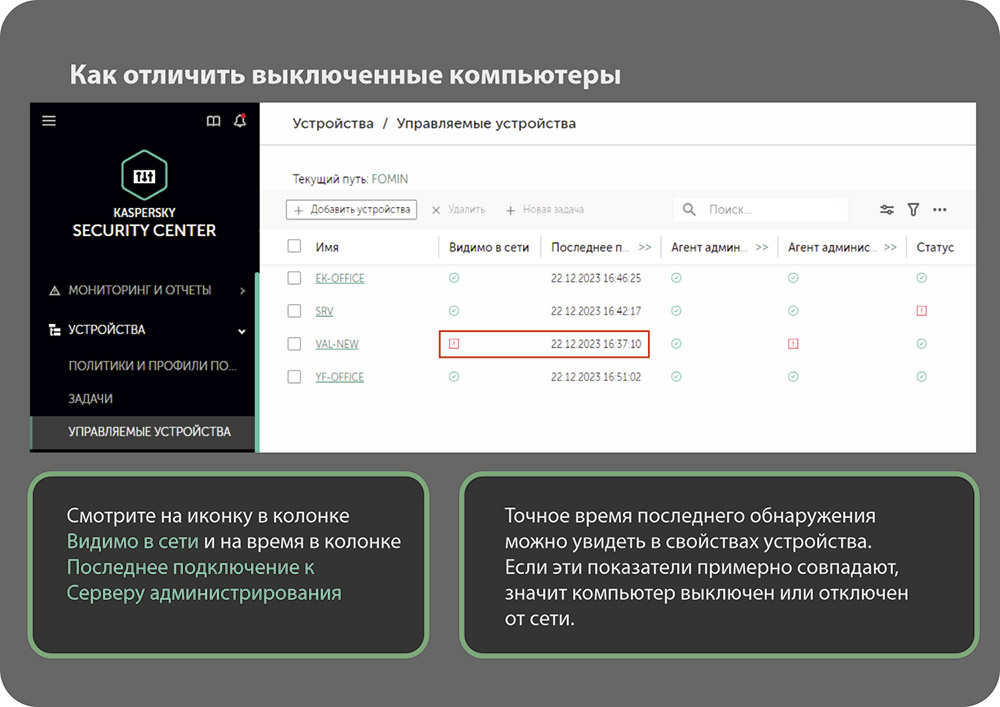 Как отличить выключенные компьютеры
KASPERSKY
SECURITY CENTER
МОНИТОРИНГ И ОТЧЕТЫ
УСТРОЙСТВА
ПОЛИТИКИ И ПРОФИЛИ ПО...
ЗАДАЧИ
УПРАВЛЯЕМЫЕ УСТРОЙСТВА
Устройства / Управляемые устройства
Текущий путь: FOMIN
+ Добавить устройства × Удалить + Новая задача Поиск... •••
Имя Видимо в сети Последнее п... >> Агент админ... >> Агент админис... >> Статус
EK-OFFICE 22.12.2023 16:46:25
SRV 22.12.2023 16:42:17
VAL-NEW 22.12.2023 16:37:10
YF-OFFICE 22.12.2023 16:51:02
Смотрите на иконку в колонке
Видимо в сети и на время в колонке
Последнее подключение к
Серверу администрирования
Точное время последнего обнаружения
можно увидеть в свойствах устройства.
Если эти показатели примерно совпадают,
значит компьютер выключен или отключен
от сети.